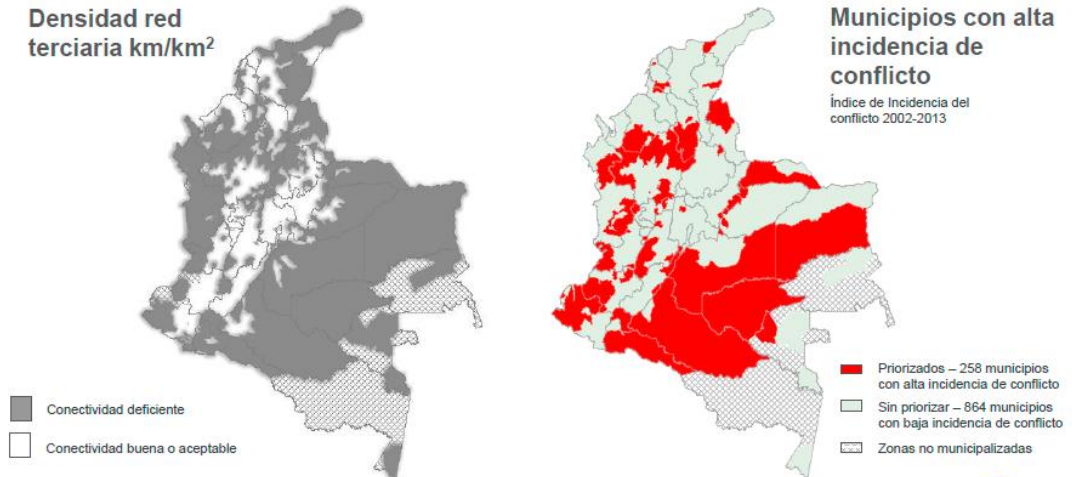 Densidad red
terciaria km/km²
Municipios con alta
incidencia de
conflicto
Índice de Incidencia del
conflicto 2002-2013
Conectividad deficiente
Conectividad buena o aceptable
Priorizados – 258 municipios
con alta incidencia de conflicto
Sin priorizar – 864 municipios
con baja incidencia de conflicto
Zonas no municipalizadas